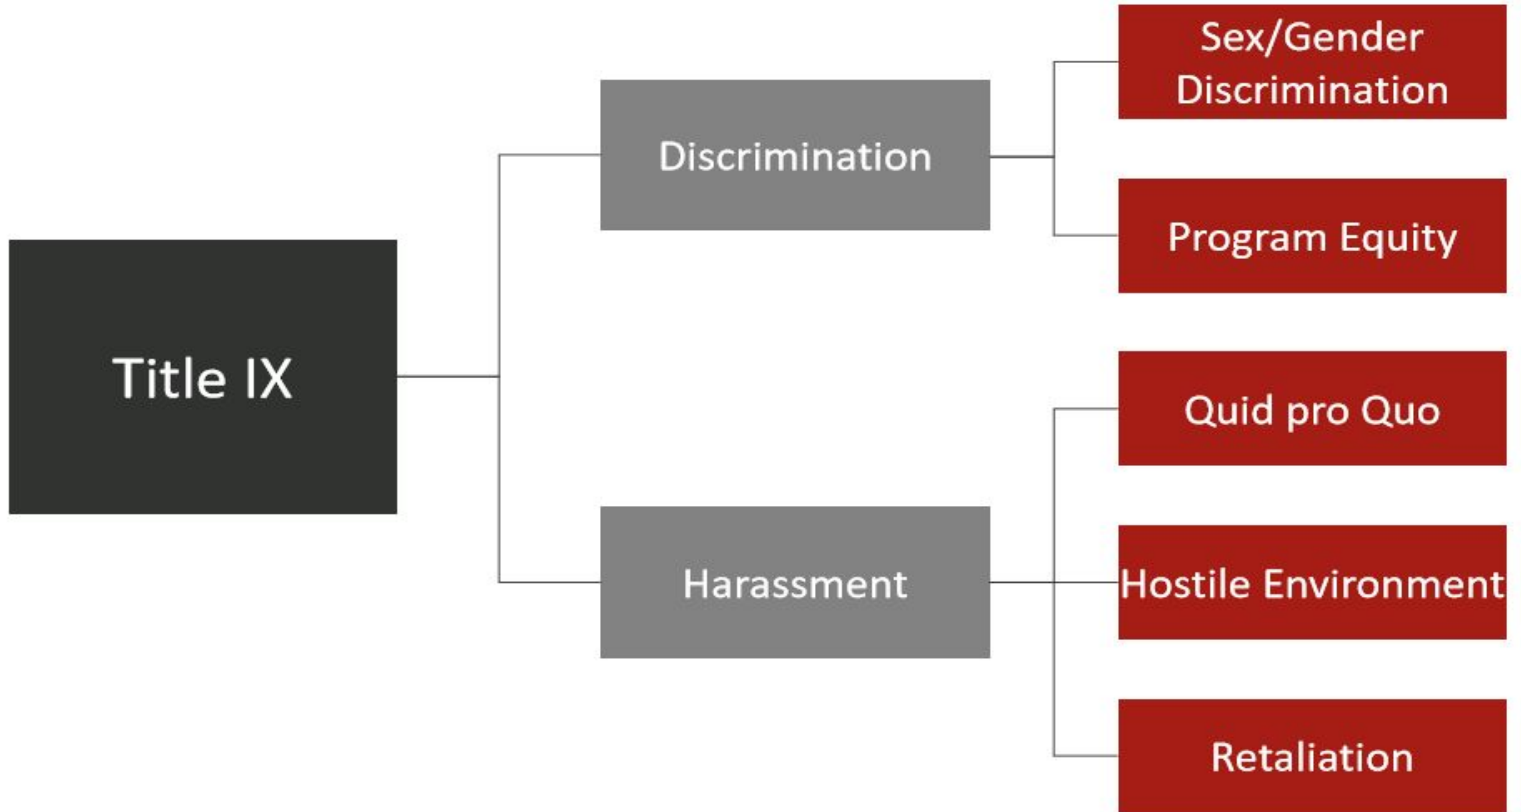 Title IX
Discrimination
Sex/Gender
Discrimination
Program Equity
Harassment
Quid pro Quo
Hostile Environment
Retaliation